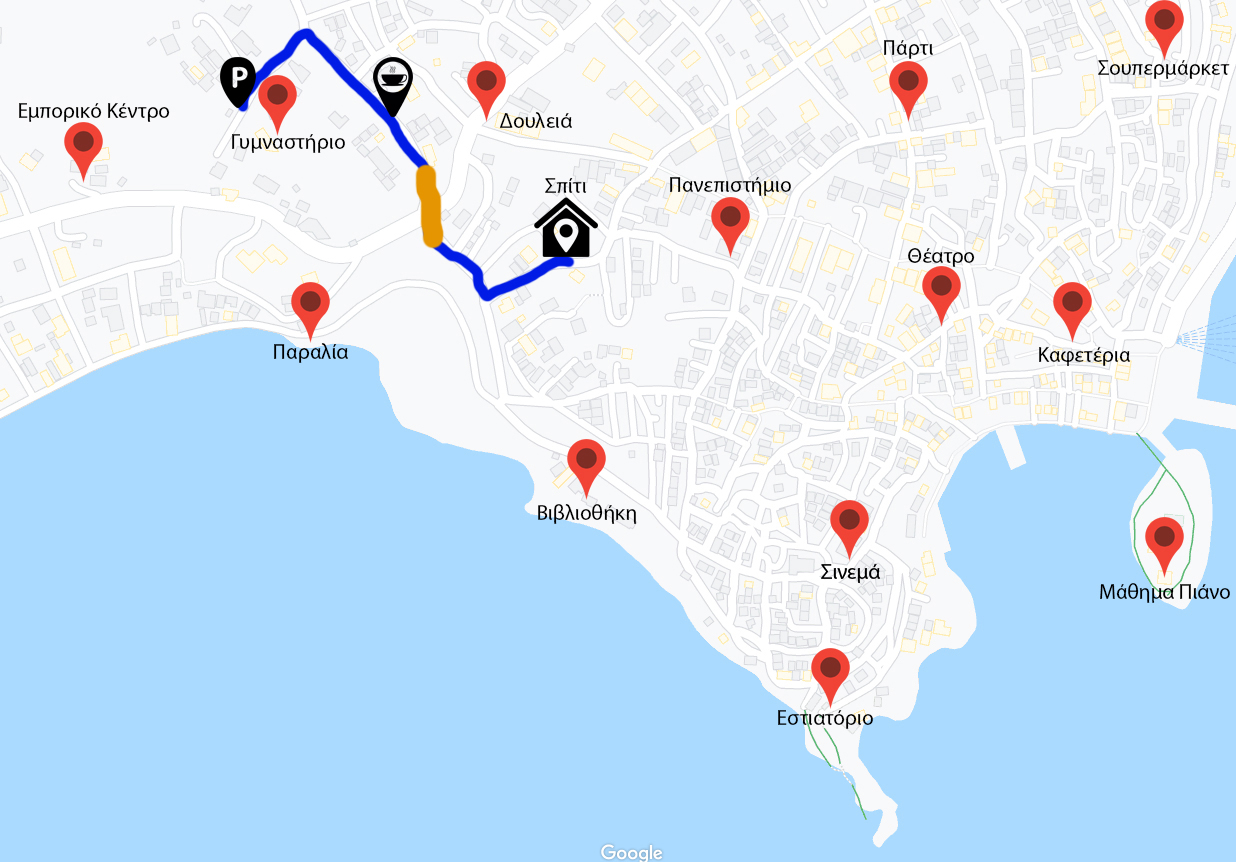 Πάρτι
Σουπερμάρκετ
P
Εμπορικό Κέντρο
Γυμναστήριο
Δουλειά
Σπίτι
Πανεπιστήμιο
Θέατρο
Παραλία
Καφετέρια
Βιβλιοθήκη
Σινεμά
Μάθημα Πιάνο
Εστιατόριο
Google